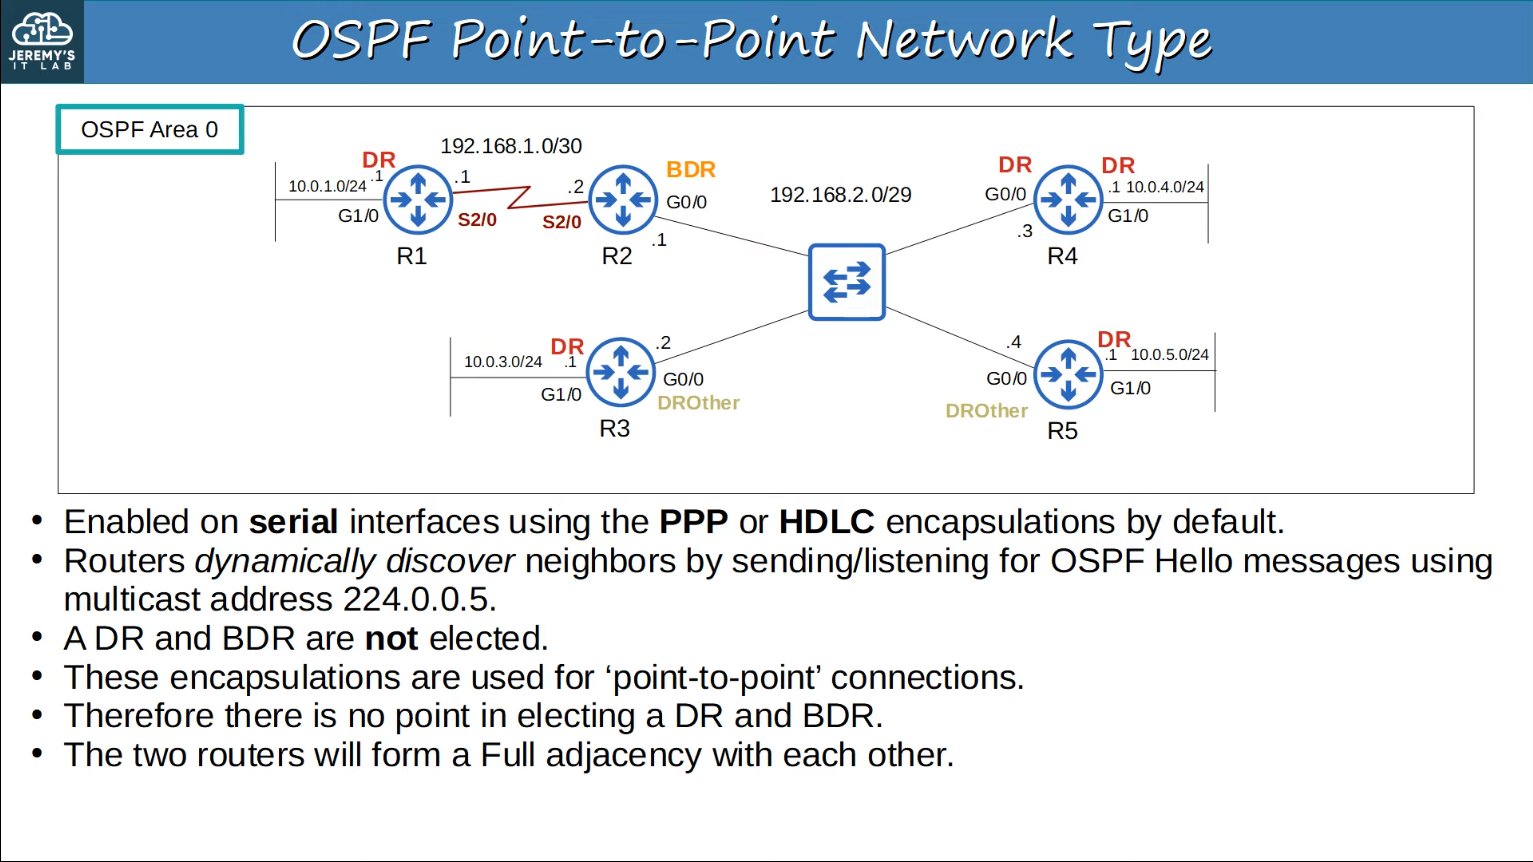 JEREMY'S
IT LAB
OSPF Point-to-Point Network Type
OSPF Area 0
192.168.1.0/30
DR
10.0.1.0/24
.1
G1/0
R1
.1
S2/0
.2
S2/0
R2
BDR
G0/0
.1
192.168.2.0/29
DR
G0/0
.3
R4
DR
.1 10.0.4.0/24
G1/0
10.0.3.0/24
DR
.1
G1/0
R3
.2
G0/0
DROther
.4
G0/0
DROther
R5
DR
.1 10.0.5.0/24
G1/0
• Enabled on serial interfaces using the PPP or HDLC encapsulations by default.
• Routers dynamically discover neighbors by sending/listening for OSPF Hello messages using
multicast address 224.0.0.5.
• A DR and BDR are not elected.
• These encapsulations are used for ‘point-to-point’ connections.
• Therefore there is no point in electing a DR and BDR.
• The two routers will form a Full adjacency with each other.